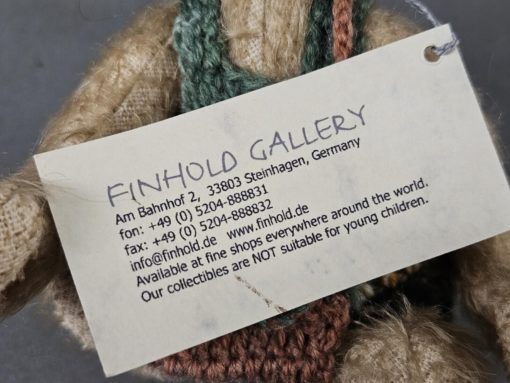 FINHOLD GALLERY
Am Bahnhof 2, 33803 Steinhagen, Germany
fon: +49 (0) 5204-888831
fax: +49 (0) 5204-888832
info@finhold.de www.finhold.de
Available at fine shops everywhere around the world.
Our collectibles are NOT suitable for young children.